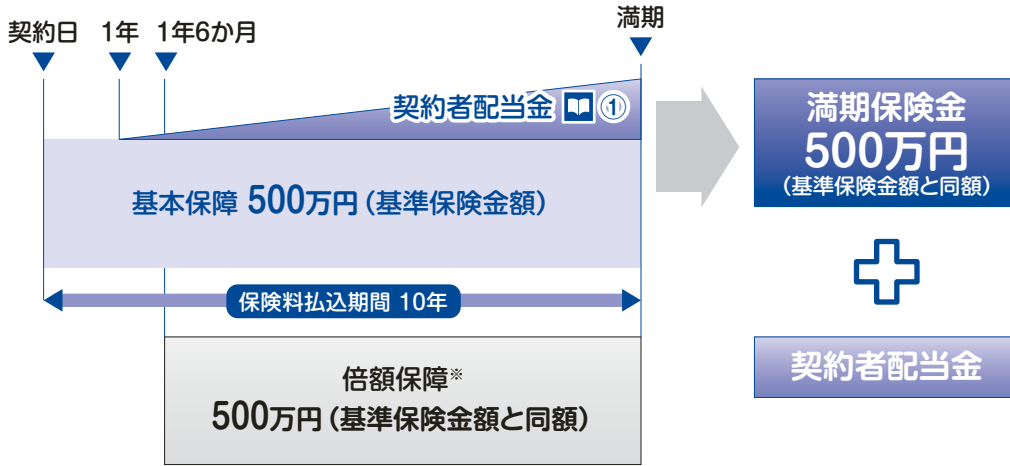 契約日 1年 1年6か月
満期
契約者配当金 ①
基本保障 500万円（基準保険金額）
保険料払込期間 10年
倍額保障※
500万円（基準保険金額と同額）
満期保険金
500万円
（基準保険金額と同額）
契約者配当金